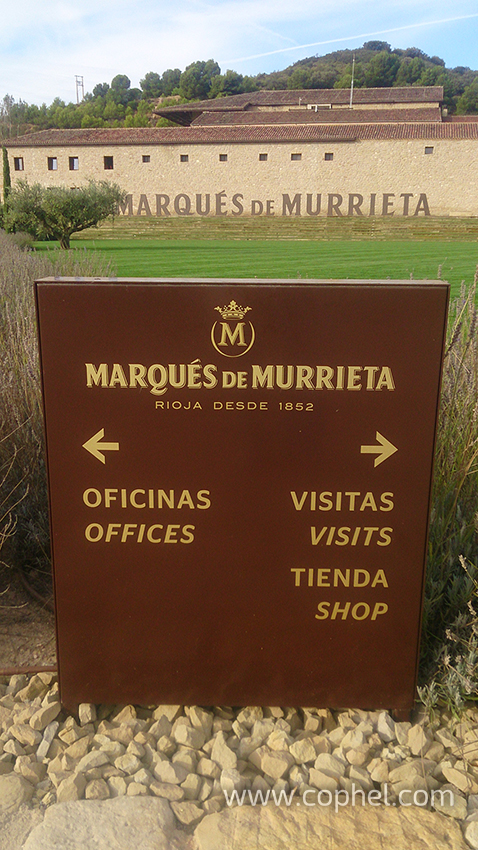 MARQUÉS DE MURRIETA
M
MARQUÉS DE MURRIETA
RIOJA DESDE 1852
OFICINAS
OFFICES
VISITAS
VISITS
TIENDA
SHOP
www.cophel.com